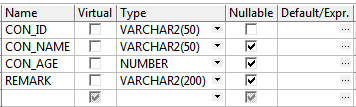 Name Virtual Type Nullable Default/Expr.
CON_ID VARCHAR2(50) ...
CON_NAME VARCHAR2(50) ...
CON_AGE NUMBER ...
REMARK VARCHAR2(200) ...
...